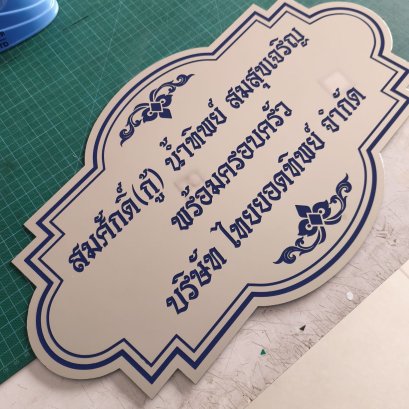 สมศักดิ์(กู้) น้ำทิพย์ สมสุขเจริญ
พร้อมครอบครัว
บริษัท ไทยยอดทิพย์ จำกัด